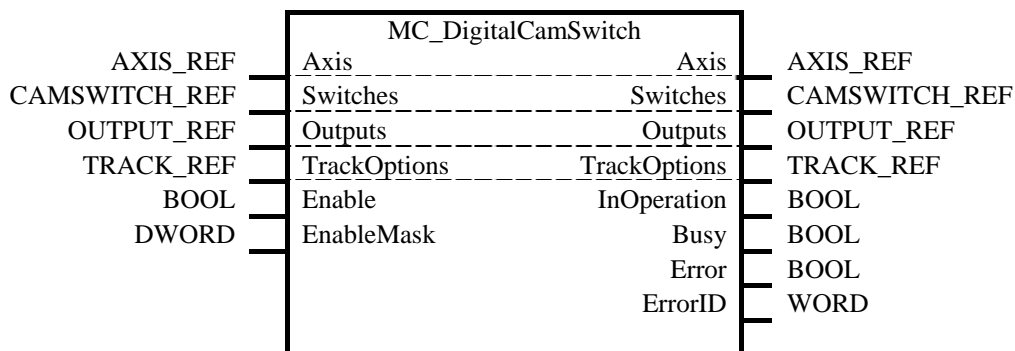 MC_DigitalCamSwitch
AXIS_REF Axis Axis AXIS_REF
CAMSWITCH_REF Switches Switches CAMSWITCH_REF
OUTPUT_REF Outputs Outputs OUTPUT_REF
TRACK_REF TrackOptions TrackOptions TRACK_REF
BOOL Enable InOperation BOOL
DWORD EnableMask Busy BOOL
Error BOOL
ErrorID WORD